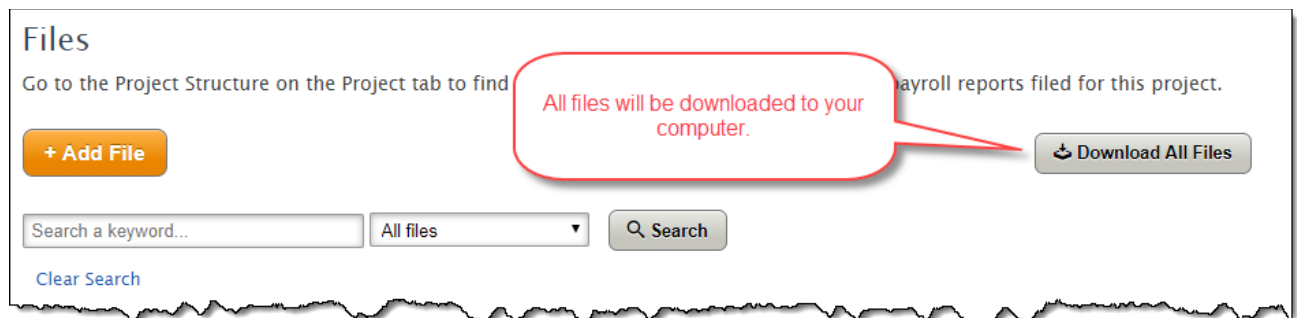 Files
Go to the Project Structure on the Project tab to find
ayroll reports filed for this project.
All files will be downloaded to your
computer.
+ Add File
Download All Files
Search a keyword...
All files
Search
Clear Search